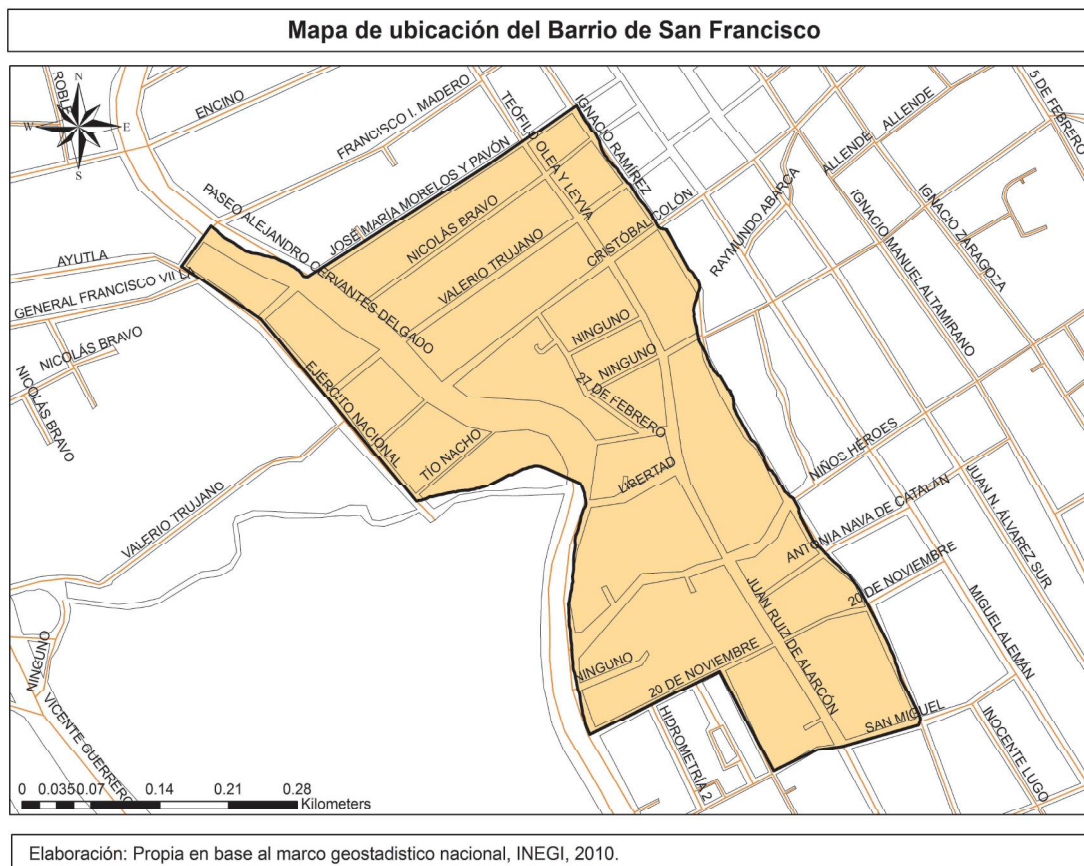 Mapa de ubicación del Barrio de San Francisco
N
W
E
S
ROBLE
ENCINO
FRANCISCO I. MADERO
TEÓFILO OLEA Y LEYVA
IGNACIO RAMÍREZ
5 DE FEBRERO
ALLENDE
ALLENDE
JOSÉ MARÍA MORELOS Y PAVÓN
PASEO ALEJANDRO CERVANTES DELGADO
NICOLÁS BRAVO
VALERIO TRUJANO
CRISTÓBAL COLÓN
RAYMUNDO ABARCA
IGNACIO MANUEL ALTAMIRANO
IGNACIO ZARAGOZA
AYUTLA
GENERAL FRANCISCO VILLA
NICOLÁS BRAVO
NICOLÁS BRAVO
NINGUNO
NINGUNO
21 DE FEBRERO
EJÉRCITO NACIONAL
TÍO NACHO
LIBERTAD
NIÑOS HÉROES
VALERIO TRUJANO
ANTONIA NAVA DE CATALÁN
JUAN N. ÁLVAREZ SUR
20 DE NOVIEMBRE
JUAN RUIZ DE ALARCÓN
MIGUEL ALEMÁN
NINGUNO
NINGUNO
20 DE NOVIEMBRE
SAN MIGUEL
HIDROMETRÍA 2
INOCENTE LUGO
VICENTE GUERRERO
0 0.035 0.07 0.14 0.21 0.28
Kilometers
Elaboración: Propia en base al marco geostadistico nacional, INEGI, 2010.